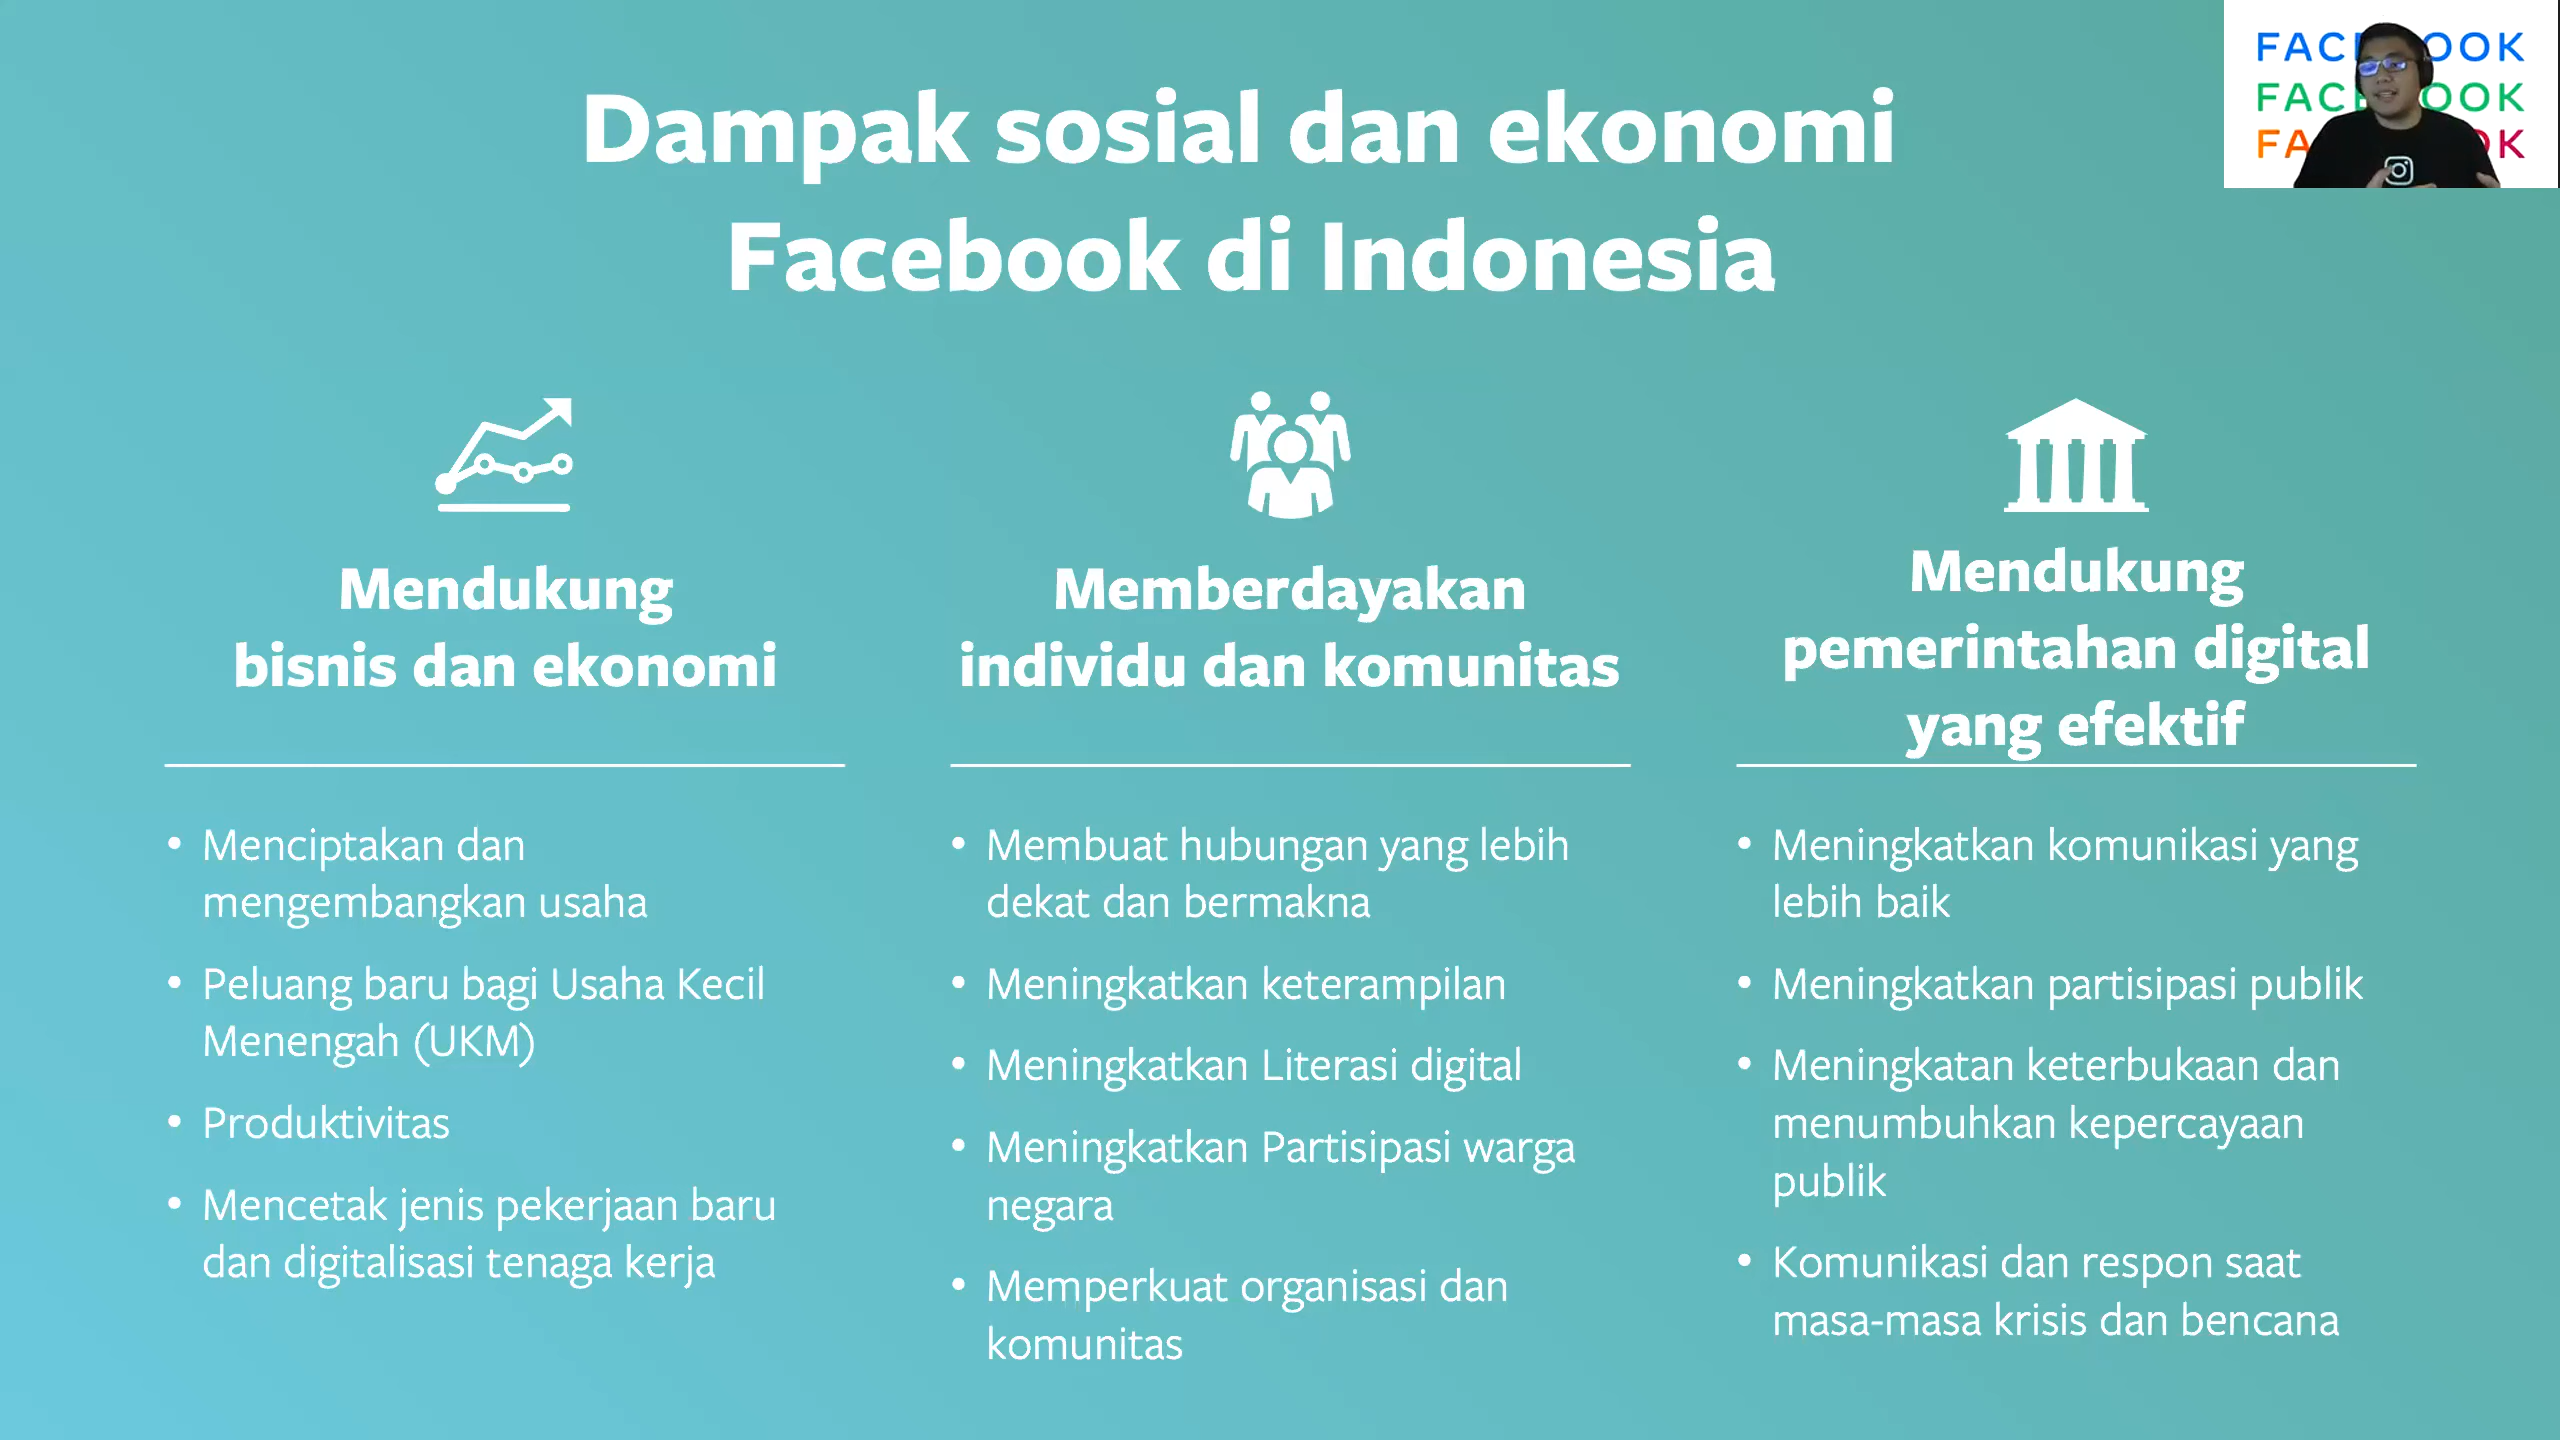 Dampak sosial dan ekonomi
Facebook di Indonesia
Mendukung
bisnis dan ekonomi
• Menciptakan dan
mengembangkan usaha
• Peluang baru bagi Usaha Kecil
Menengah (UKM)
• Produktivitas
• Mencetak jenis pekerjaan baru
dan digitalisasi tenaga kerja
Memberdayakan
individu dan komunitas
• Membuat hubungan yang lebih
dekat dan bermakna
• Meningkatkan keterampilan
• Meningkatkan Literasi digital
• Meningkatkan Partisipasi warga
negara
• Memperkuat organisasi dan
komunitas
Mendukung
pemerintahan digital
yang efektif
• Meningkatkan komunikasi yang
lebih baik
• Meningkatkan partisipasi publik
• Meningkatan keterbukaan dan
menumbuhkan kepercayaan
publik
• Komunikasi dan respon saat
masa-masa krisis dan bencana